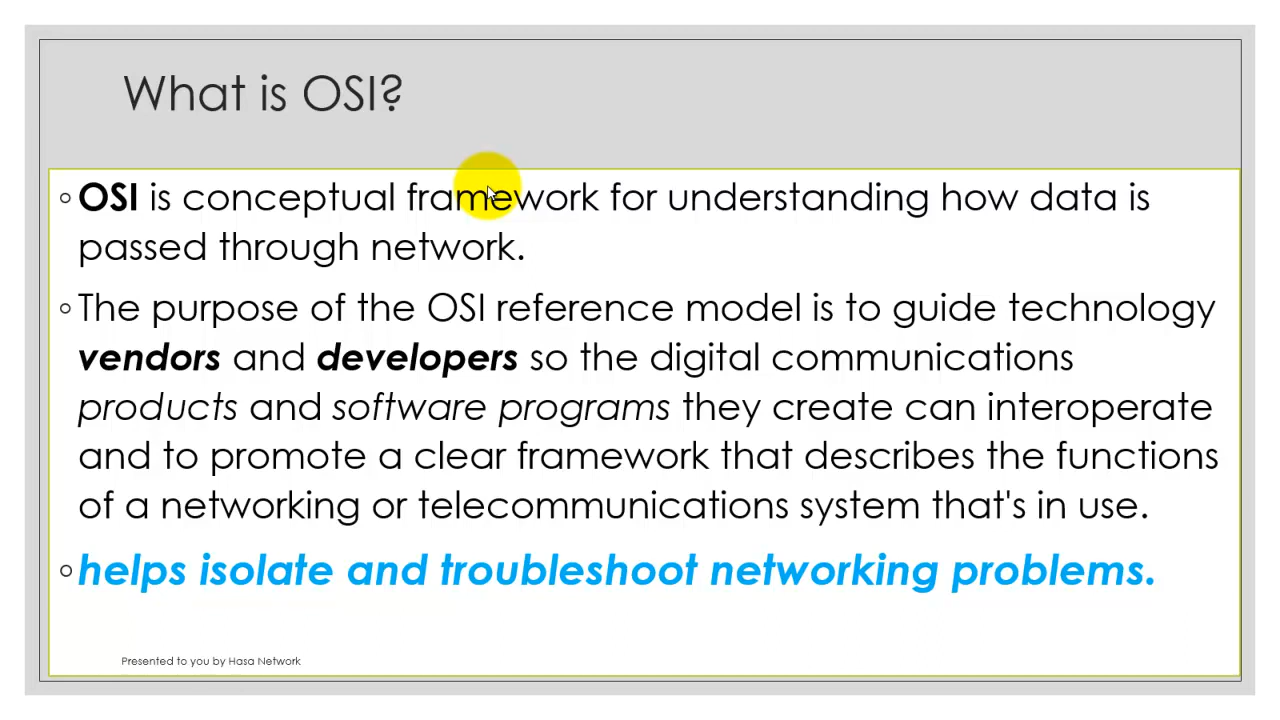 What is OSI?
◦OSI is conceptual framework for understanding how data is
passed through network.
◦The purpose of the OSI reference model is to guide technology
vendors and developers so the digital communications
products and software programs they create can interoperate
and to promote a clear framework that describes the functions
of a networking or telecommunications system that's in use.
◦helps isolate and troubleshoot networking problems.
Presented to you by Hasa Network